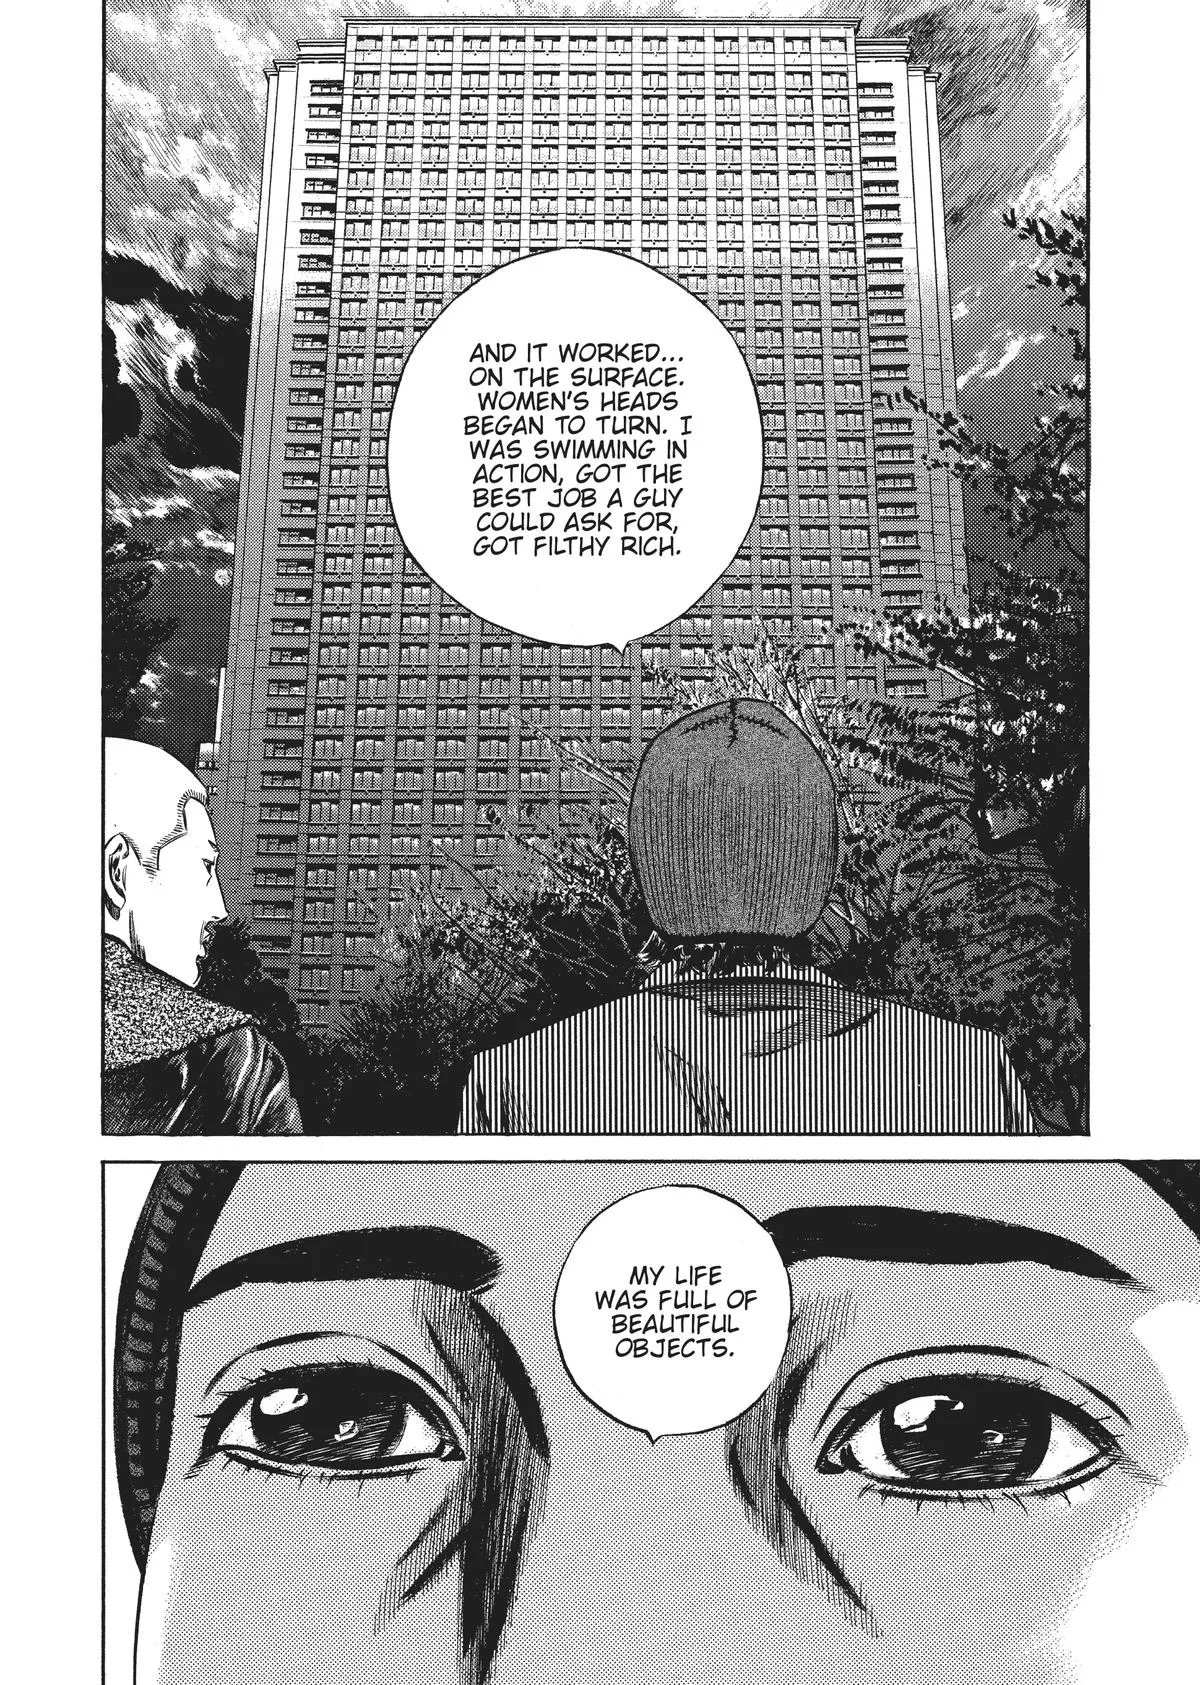 AND IT WORKED...
ON THE SURFACE.
WOMEN'S HEADS
BEGAN TO TURN. I
WAS SWIMMING IN
ACTION, GOT THE
BEST JOB A GUY
COULD ASK FOR,
GOT FILTHY RICH.
MY LIFE
WAS FULL OF
BEAUTIFUL
OBJECTS.